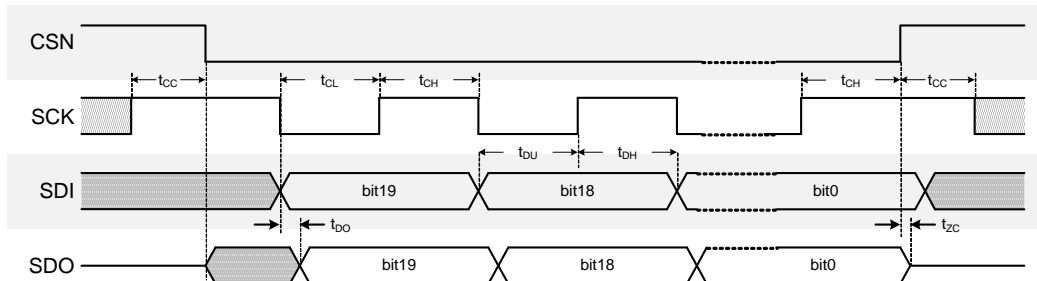 CSN
tCC tCL tCH tCH tCC
SCK
tDU tDH
SDI bit19 bit18 bit0
tDO tZC
SDO bit19 bit18 bit0